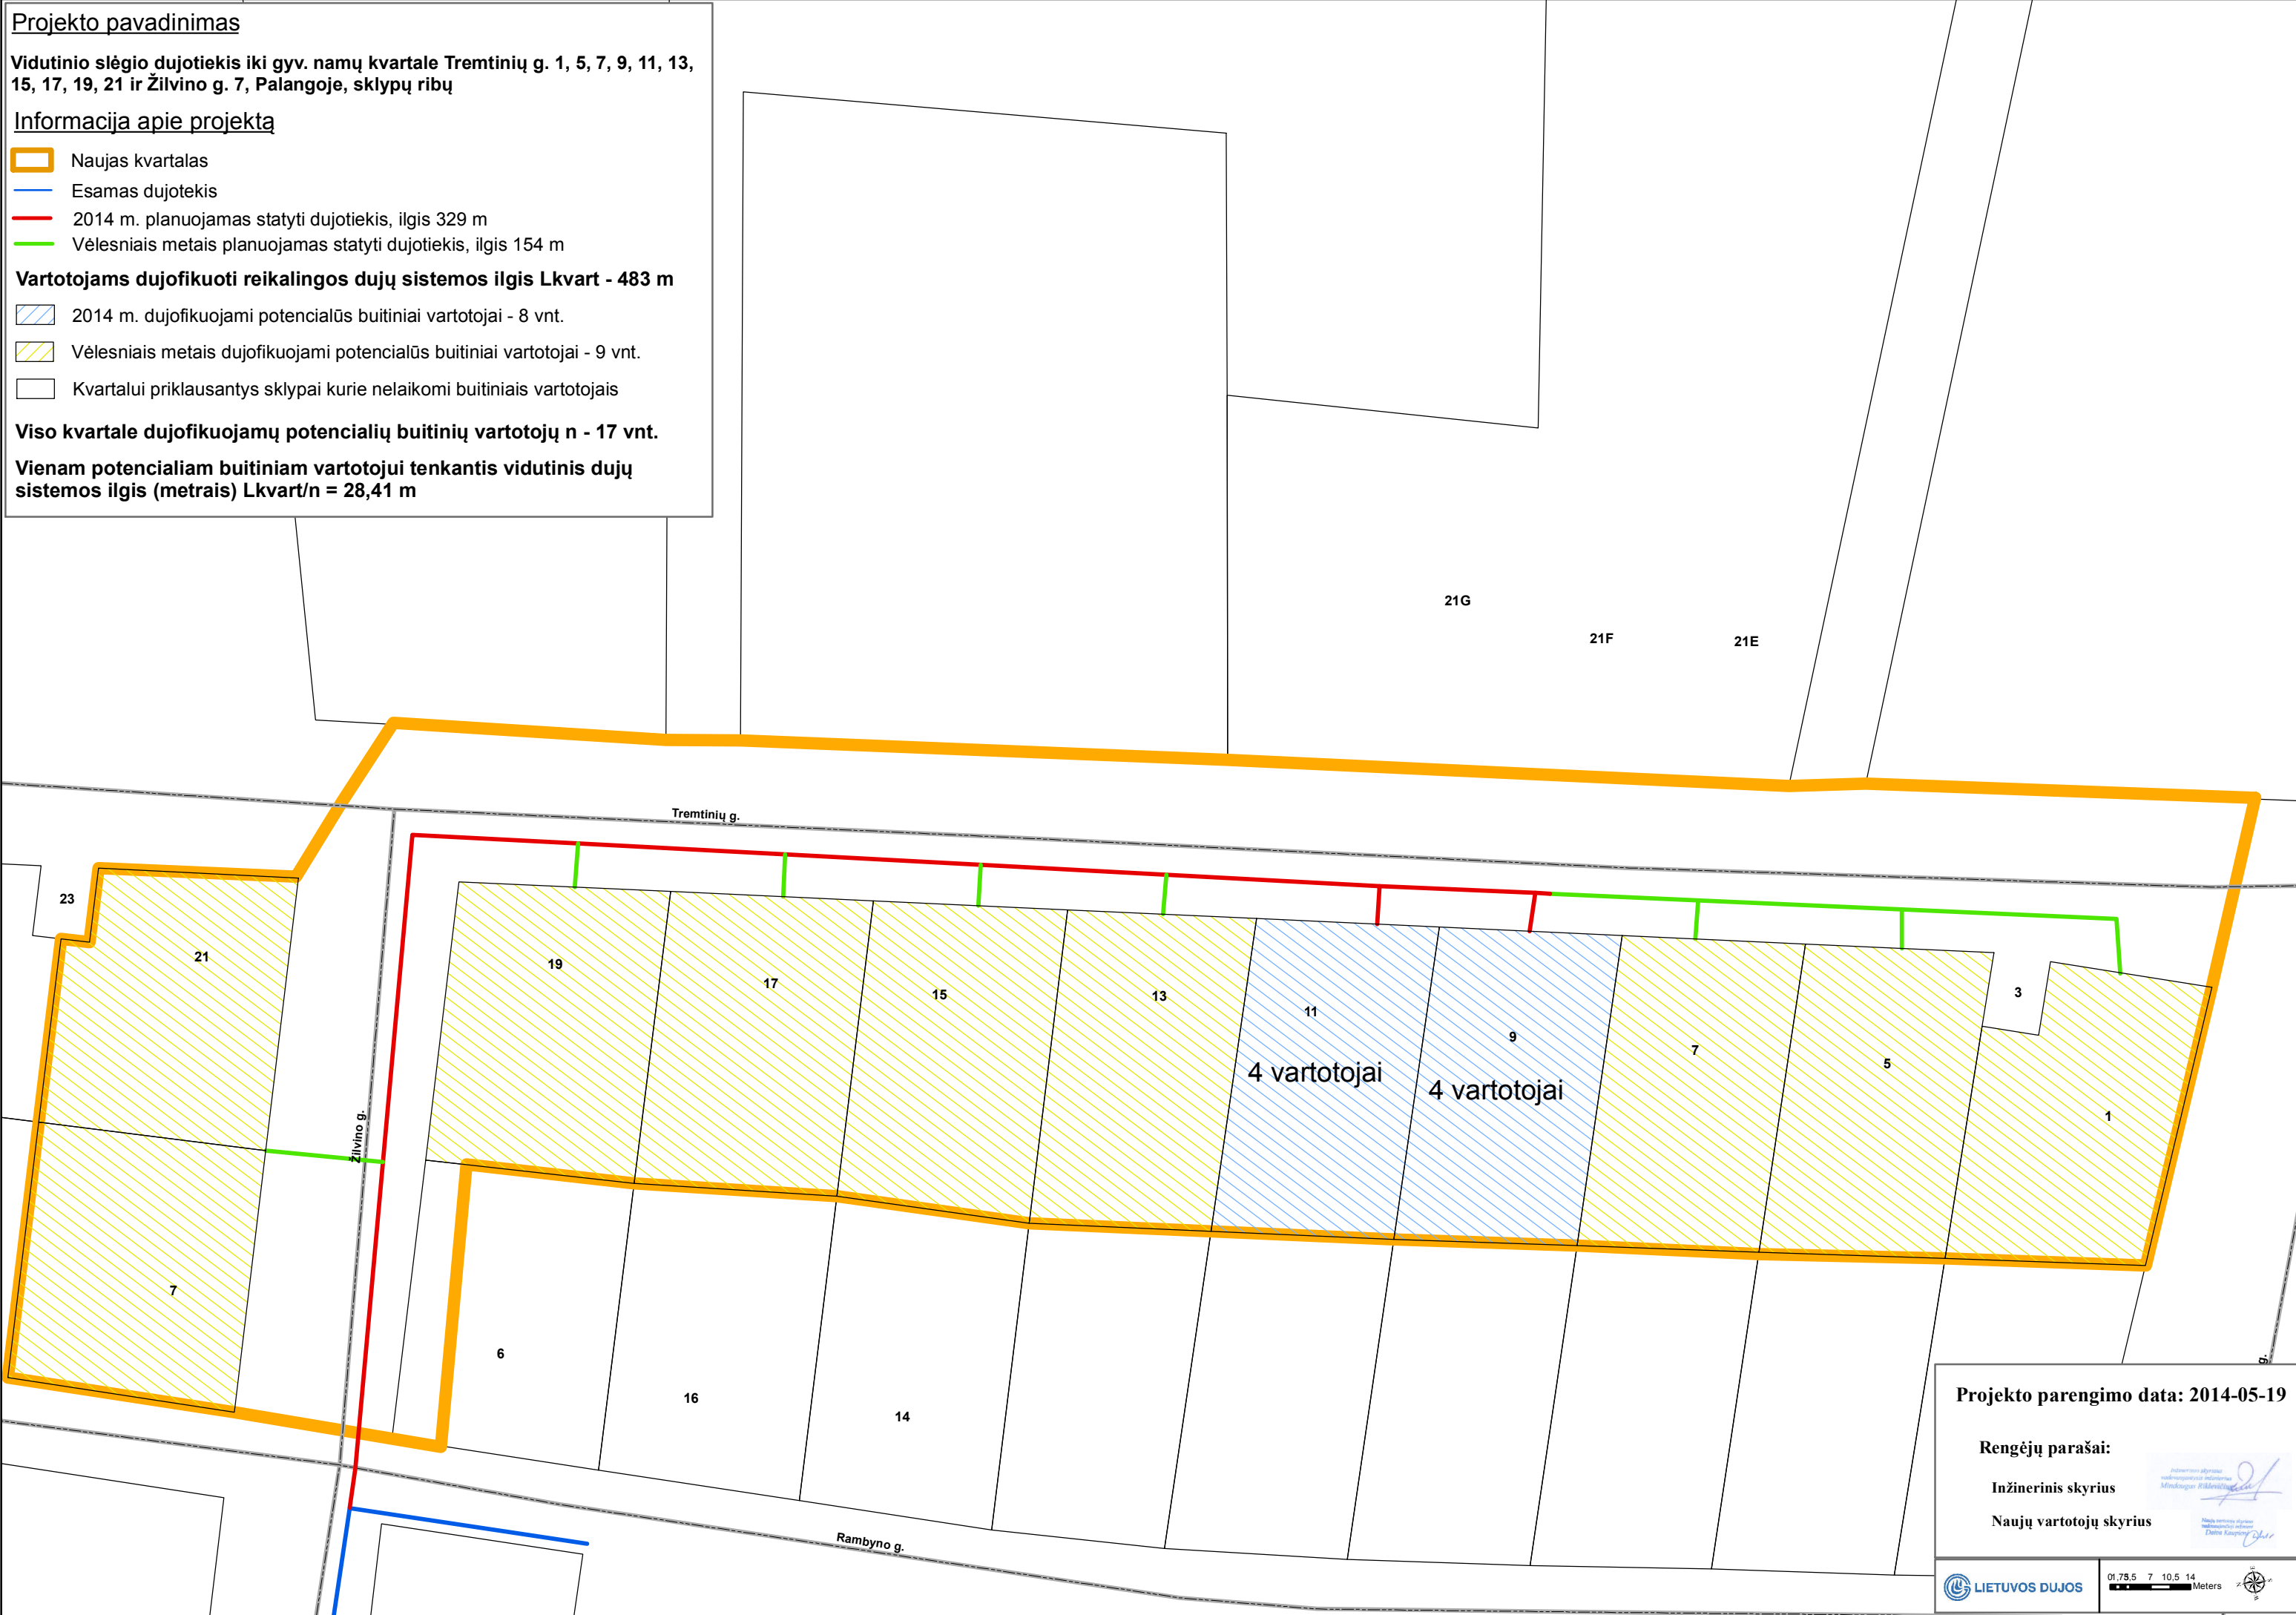 Projekto pavadinimas
Vidutinio slėgio dujotiekis iki gyv. namų kvartale Tremtinių g. 1, 5, 7, 9, 11, 13,
15, 17, 19, 21 ir Žilvino g. 7, Palangoje, sklypų ribų
Informacija apie projektą
Naujas kvartalas
Esamas dujotekis
2014 m. planuojamas statyti dujotiekis, ilgis 329 m
Vėlesniais metais planuojamas statyti dujotiekis, ilgis 154 m
Vartotojams dujofikuoti reikalingos dujų sistemos ilgis Lkvart - 483 m
2014 m. dujofikuojami potencialūs buitiniai vartotojai - 8 vnt.
Vėlesniais metais dujofikuojami potencialūs buitiniai vartotojai - 9 vnt.
Kvartalui priklausantys sklypai kurie nelaikomi buitiniais vartotojais
Viso kvartale dujofikuojamų potencialių buitinių vartotojų n - 17 vnt.
Vienam potencialiam buitiniam vartotojui tenkantis vidutinis dujų
sistemos ilgis (metrais) Lkvart/n = 28,41 m
21G
21F
21E
Tremtinių g.
23
21
19
17
15
13
11
9
7
5
3
1
4 vartotojai
4 vartotojai
Žilvino g.
7
6
16
14
Rambyno g.
g.
Projekto parengimo data: 2014-05-19
Rengėjų parašai:
Inžinerinis skyrius
Naujų vartotojų skyrius
LIETUVOS DUJOS
7 10,5 14
Meters